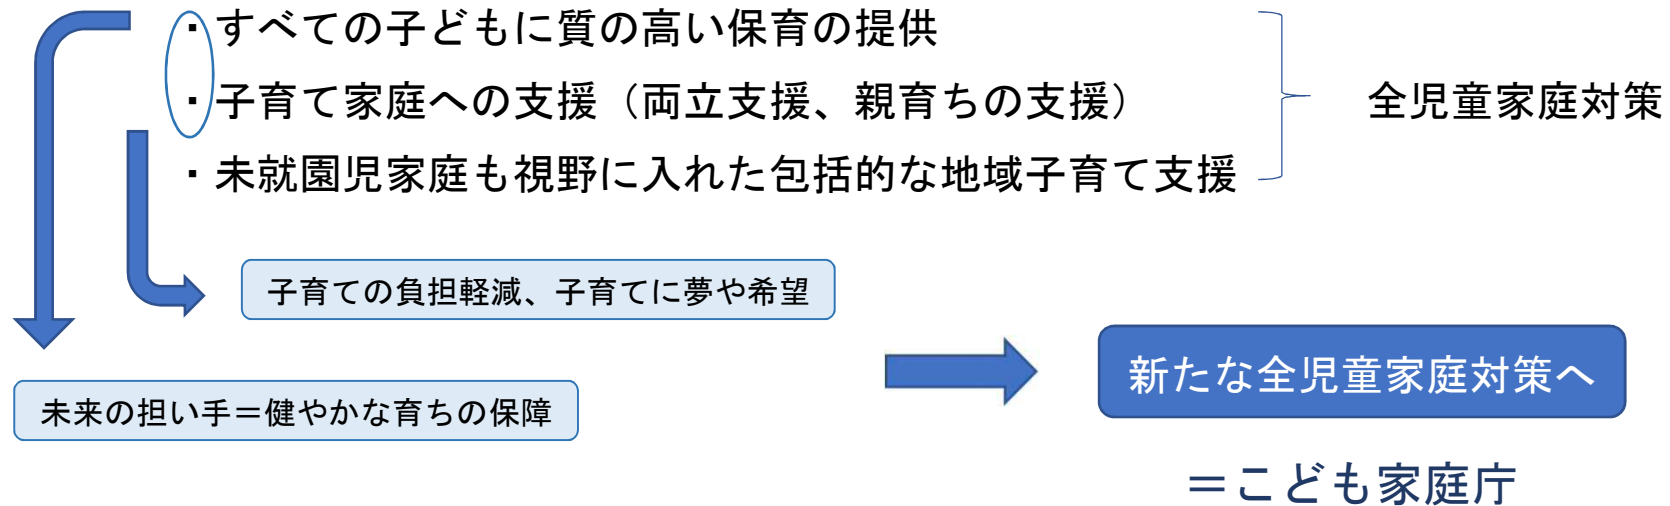 ・すべての子どもに質の高い保育の提供
・子育て家庭への支援（両立支援、親育ちの支援）
全児童家庭対策
・未就園児家庭も視野に入れた包括的な地域子育て支援
子育ての負担軽減、子育てに夢や希望
未来の担い手＝健やかな育ちの保障
新たな全児童家庭対策へ
＝こども家庭庁